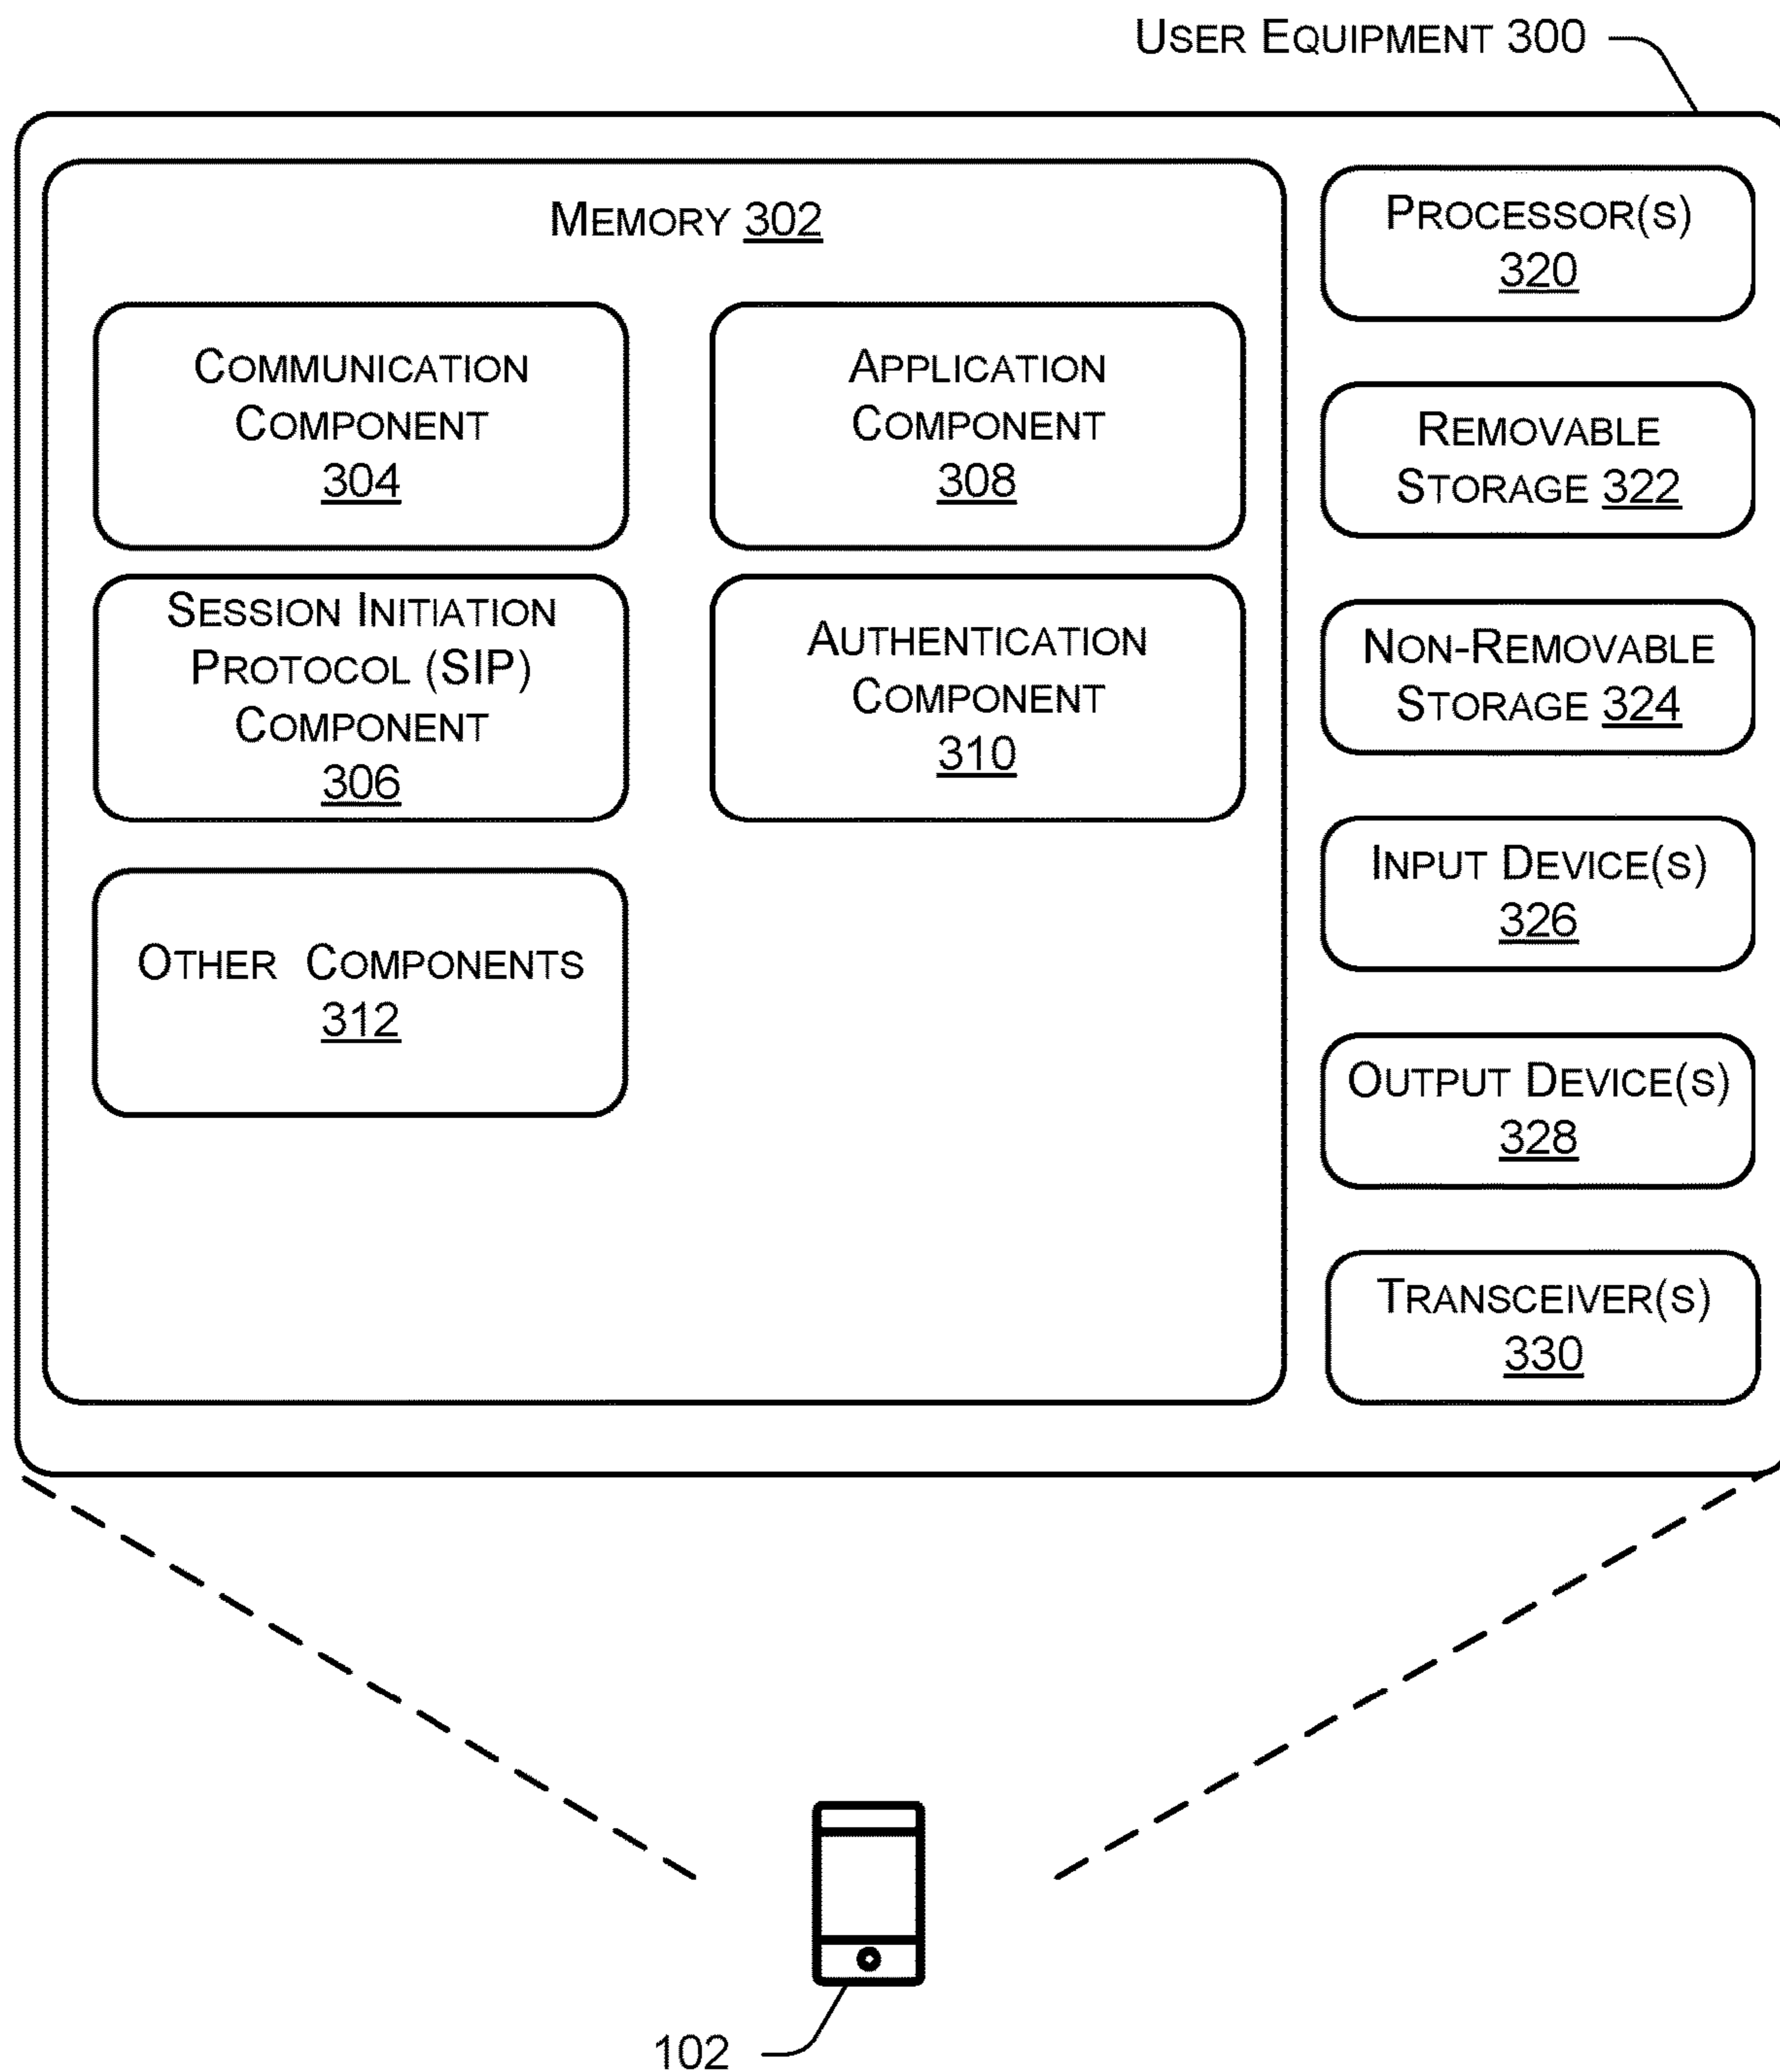 USER EQUIPMENT 300
MEMORY 302
COMMUNICATION
COMPONENT
304
APPLICATION
COMPONENT
308
SESSION INITIATION
PROTOCOL (SIP)
COMPONENT
306
AUTHENTICATION
COMPONENT
310
OTHER COMPONENTS
312
PROCESSOR(S)
320
REMOVABLE
STORAGE 322
NON-REMOVABLE
STORAGE 324
INPUT DEVICE(S)
326
OUTPUT DEVICE(S)
328
TRANSCEIVER(S)
330
102